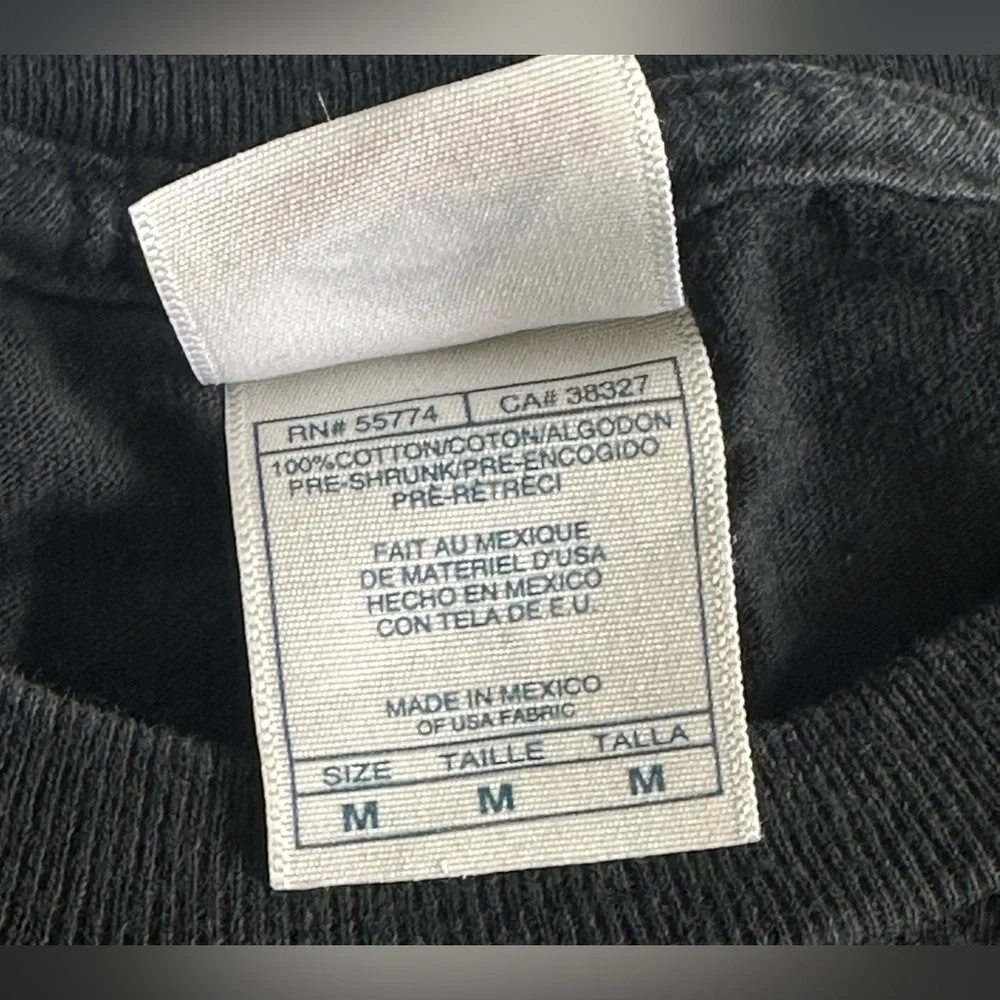 RN# 55774 CA# 38327
100%COTTON/COTON/ALGODON
PRE-SHRUNK/PRE-ENCOGIDO
PRÉ-RÉTRÉCI
FAIT AU MEXIQUE
DE MATERIEL D'USA
HECHO EN MEXICO
CON TELA DE E.U.
MADE IN MEXICO
OF USA FABRIC
SIZE TAILLE TALLA
M M M